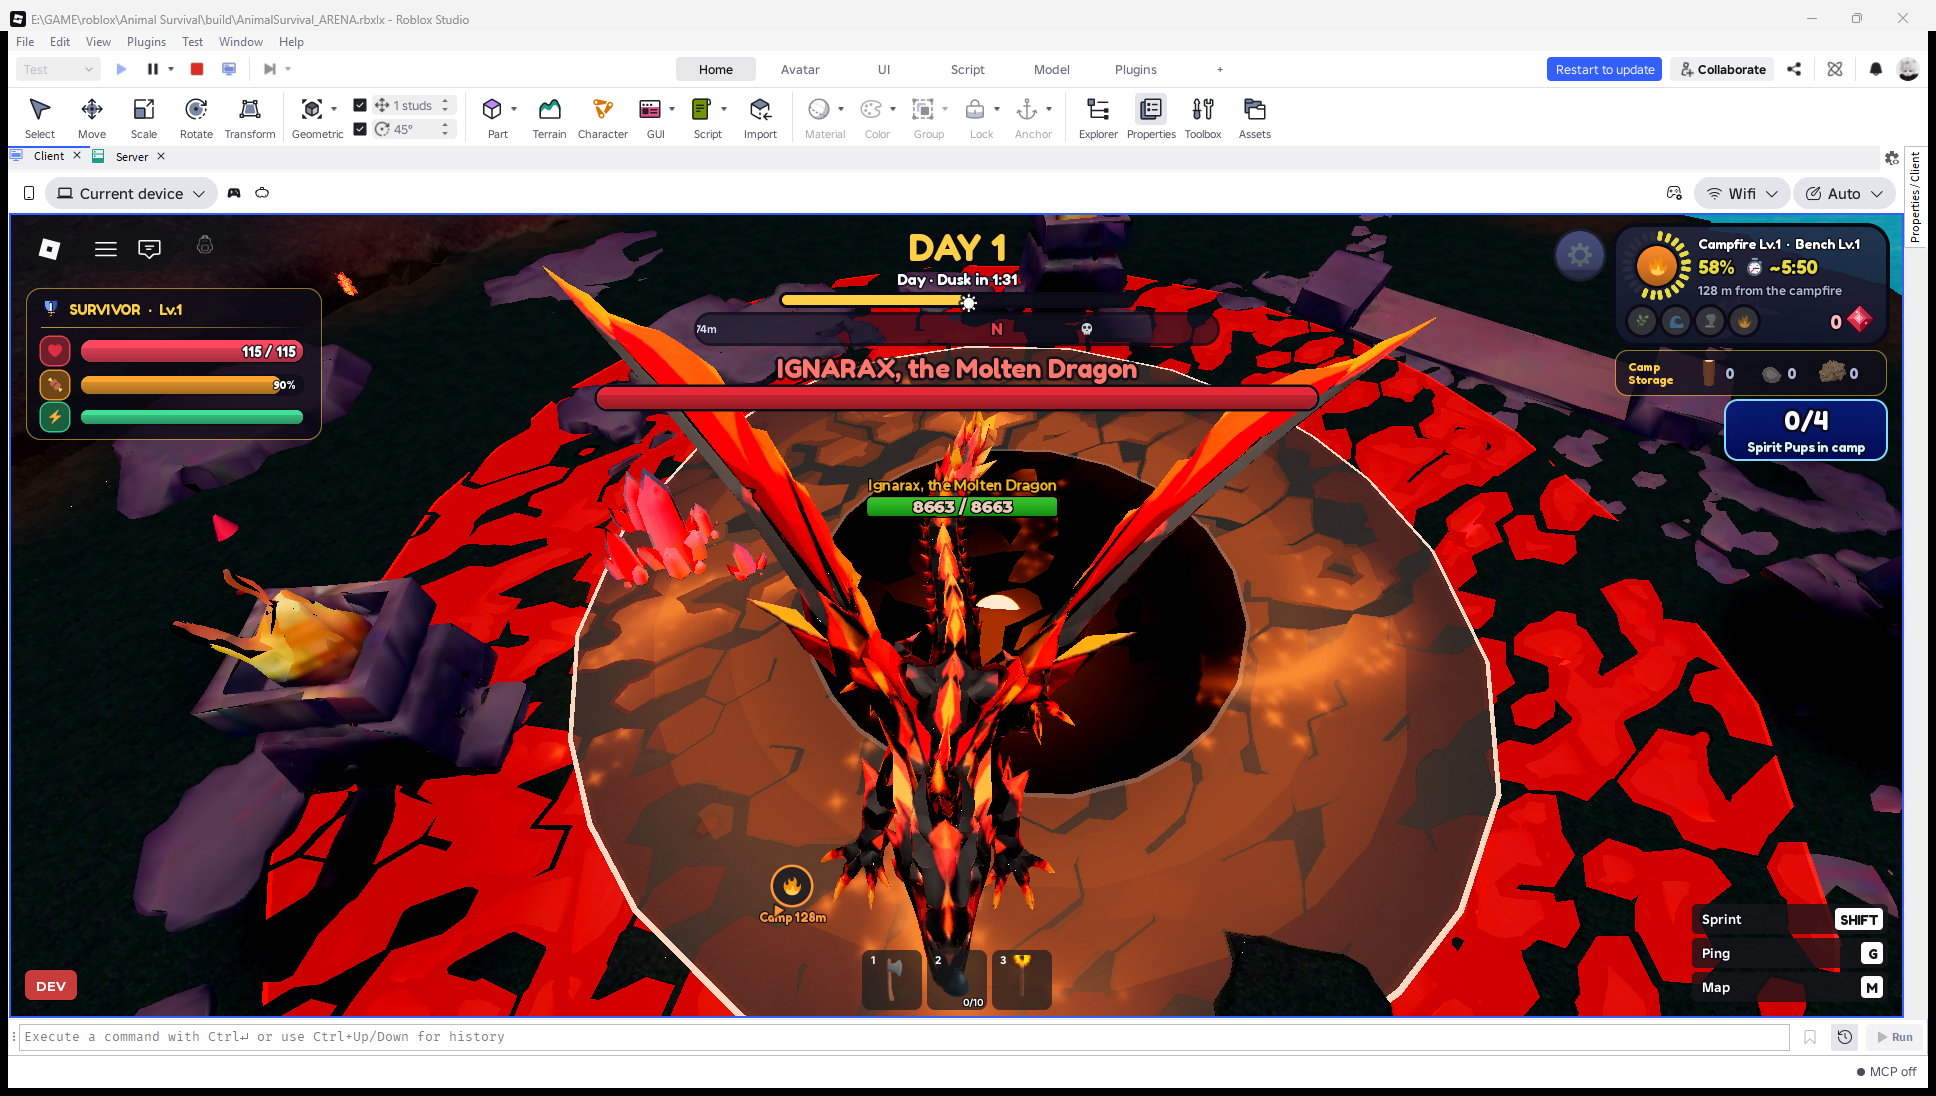 E:\GAME\roblox\Animal Survival\build\AnimalSurvival_ARENA.rbxlx - Roblox Studio
File Edit View Plugins Test Window Help
Test
Home Avatar UI Script Model Plugins +
Restart to update
Collaborate
1 studs
45°
Select Move Scale Rotate Transform Geometric Part Terrain Character GUI Script Import Material Color Group Lock Anchor Explorer Properties Toolbox Assets
Client Server
Properties / Client
Current device
Wifi Auto
DAY 1
Day · Dusk in 1:31
74m N
IGNARAX, the Molten Dragon
SURVIVOR · Lv.1
115 / 115
90%
Campfire Lv.1 · Bench Lv.1
58% ~5:50
128 m from the campfire
0
Camp Storage 0 0 0
0/4
Spirit Pups in camp
Ignarax, the Molten Dragon
8663 / 8663
Camp 128m
1 2 3
0/10
Sprint SHIFT
Ping G
Map M
DEV
Execute a command with Ctrl↵ or use Ctrl+Up/Down for history
Run
MCP off